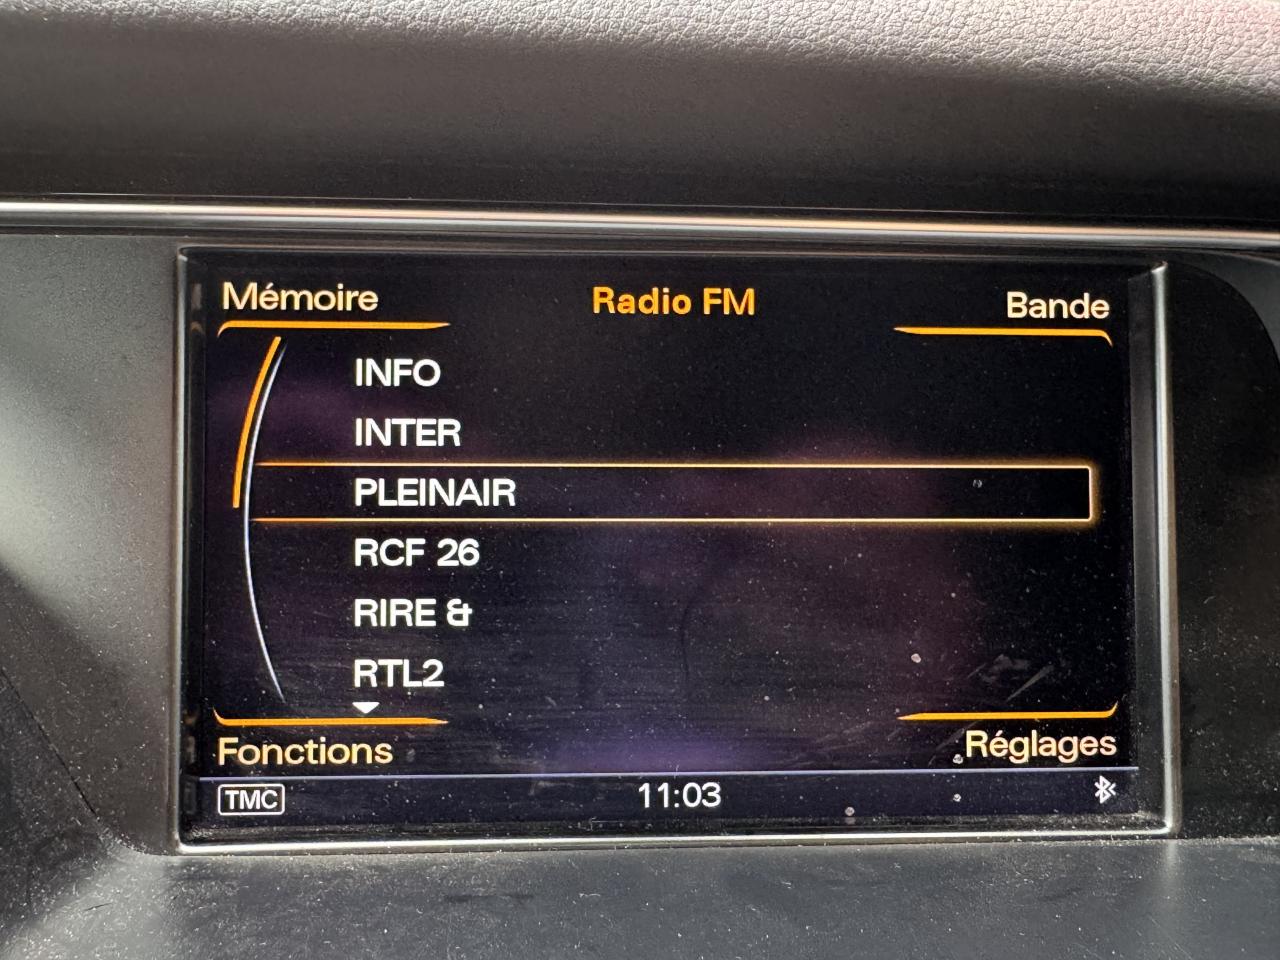 Mémoire
Radio FM
Bande
INFO
INTER
PLEINAIR
RCF 26
RIRE &
RTL2
Fonctions
Réglages
TMC
11:03